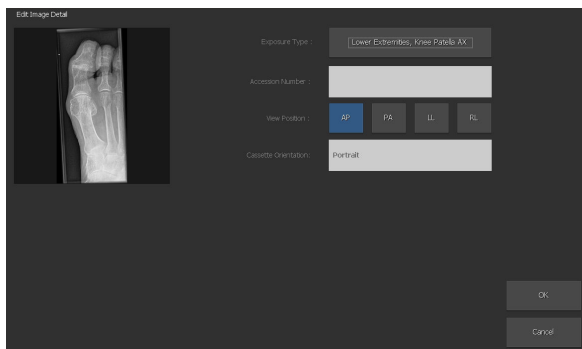 Edit Image Detail
Exposure Type :
Lower Extremities, Knee Patella AX
Accession Number :
View Position :
AP
PA
LL
RL
Cassette Orientation:
Portrait
OK
Cancel